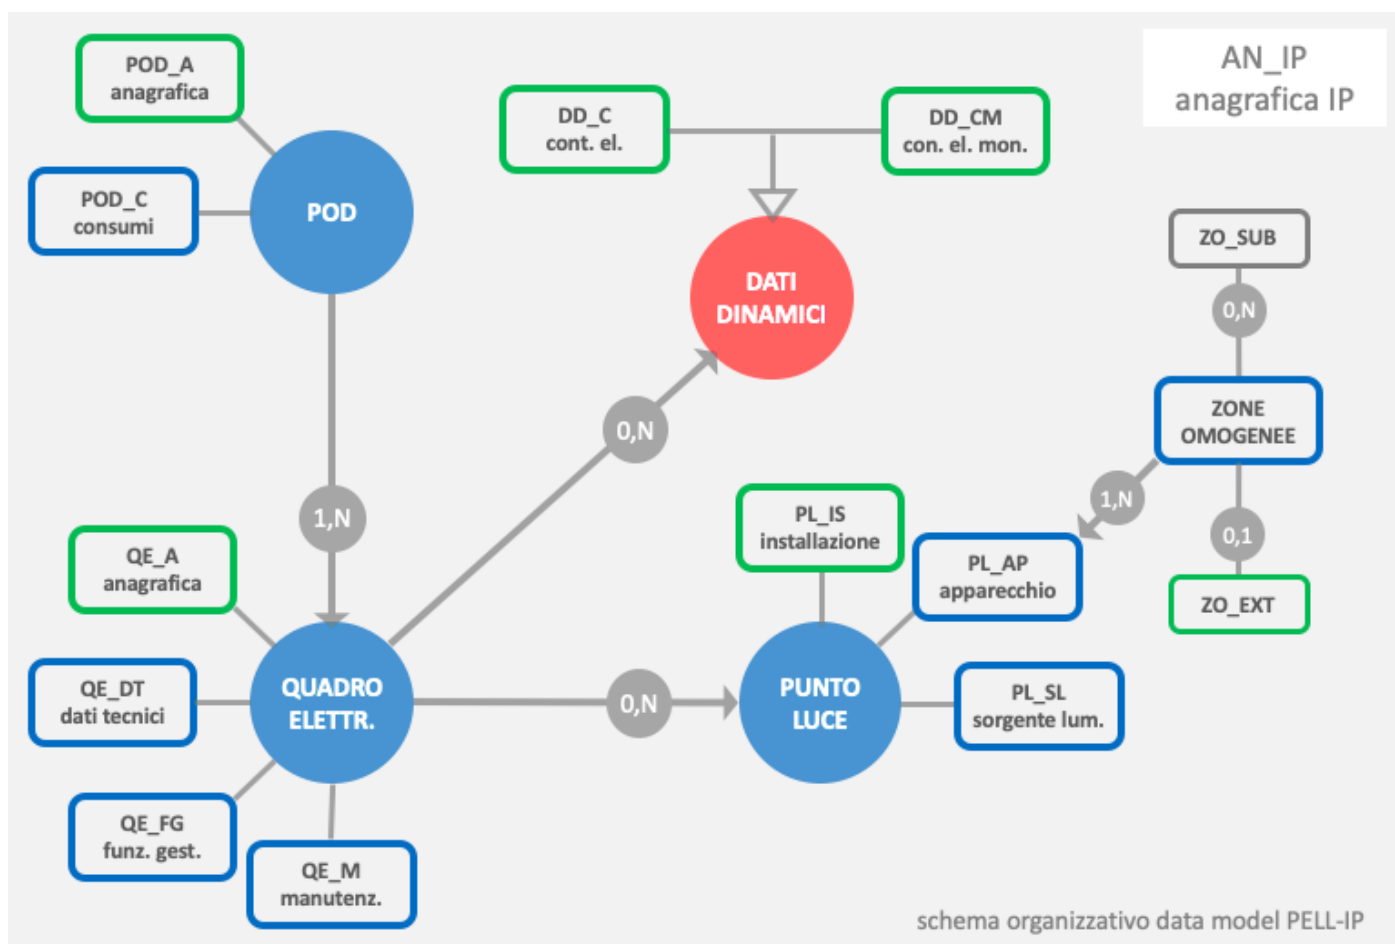 AN_IP
anagrafica IP
POD_A
anagrafica
POD_C
consumi
POD
DD_C
cont. el.
DD_CM
con. el. mon.
DATI
DINAMICI
ZO_SUB
0,N
ZONE
OMOGENEE
1,N
0,1
ZO_EXT
0,N
1,N
PL_IS
installazione
PL_AP
apparecchio
QE_A
anagrafica
QE_DT
dati tecnici
QUADRO
ELETTR.
0,N
PUNTO
LUCE
PL_SL
sorgente lum.
QE_FG
funz. gest.
QE_M
manutenz.
schema organizzativo data model PELL-IP